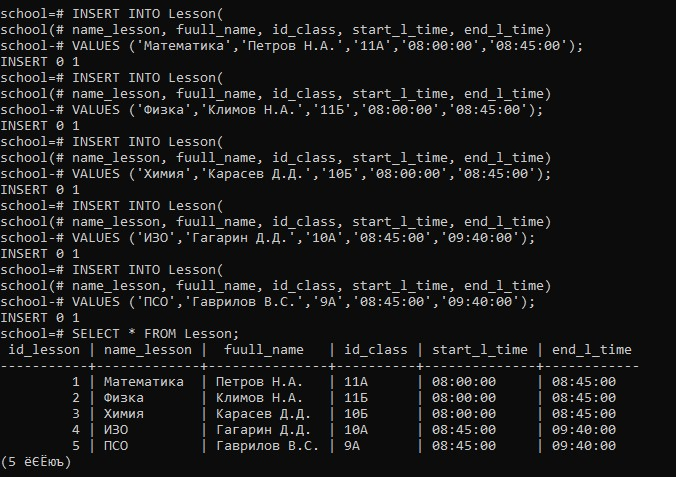 school=# INSERT INTO Lesson(
school(# name_lesson, fuull_name, id_class, start_l_time, end_l_time)
school-# VALUES ('Математика','Петров Н.А.','11А','08:00:00','08:45:00');
INSERT 0 1
school=# INSERT INTO Lesson(
school(# name_lesson, fuull_name, id_class, start_l_time, end_l_time)
school-# VALUES ('Физка','Климов Н.А.','11Б','08:00:00','08:45:00');
INSERT 0 1
school=# INSERT INTO Lesson(
school(# name_lesson, fuull_name, id_class, start_l_time, end_l_time)
school-# VALUES ('Химия','Карасев Д.Д.','10Б','08:00:00','08:45:00');
INSERT 0 1
school=# INSERT INTO Lesson(
school(# name_lesson, fuull_name, id_class, start_l_time, end_l_time)
school-# VALUES ('ИЗО','Гагарин Д.Д.','10А','08:45:00','09:40:00');
INSERT 0 1
school=# INSERT INTO Lesson(
school(# name_lesson, fuull_name, id_class, start_l_time, end_l_time)
school-# VALUES ('ПСО','Гаврилов В.С.','9А','08:45:00','09:40:00');
INSERT 0 1
school=# SELECT * FROM Lesson;
 id_lesson | name_lesson |  fuull_name   | id_class | start_l_time | end_l_time
-----------+-------------+---------------+----------+--------------+------------
         1 | Математика  | Петров Н.А.   | 11А      | 08:00:00     | 08:45:00
         2 | Физка       | Климов Н.А.   | 11Б      | 08:00:00     | 08:45:00
         3 | Химия       | Карасев Д.Д.  | 10Б      | 08:00:00     | 08:45:00
         4 | ИЗО         | Гагарин Д.Д.  | 10А      | 08:45:00     | 09:40:00
         5 | ПСО         | Гаврилов В.С. | 9А       | 08:45:00     | 09:40:00
(5 ёЄЁюъ)